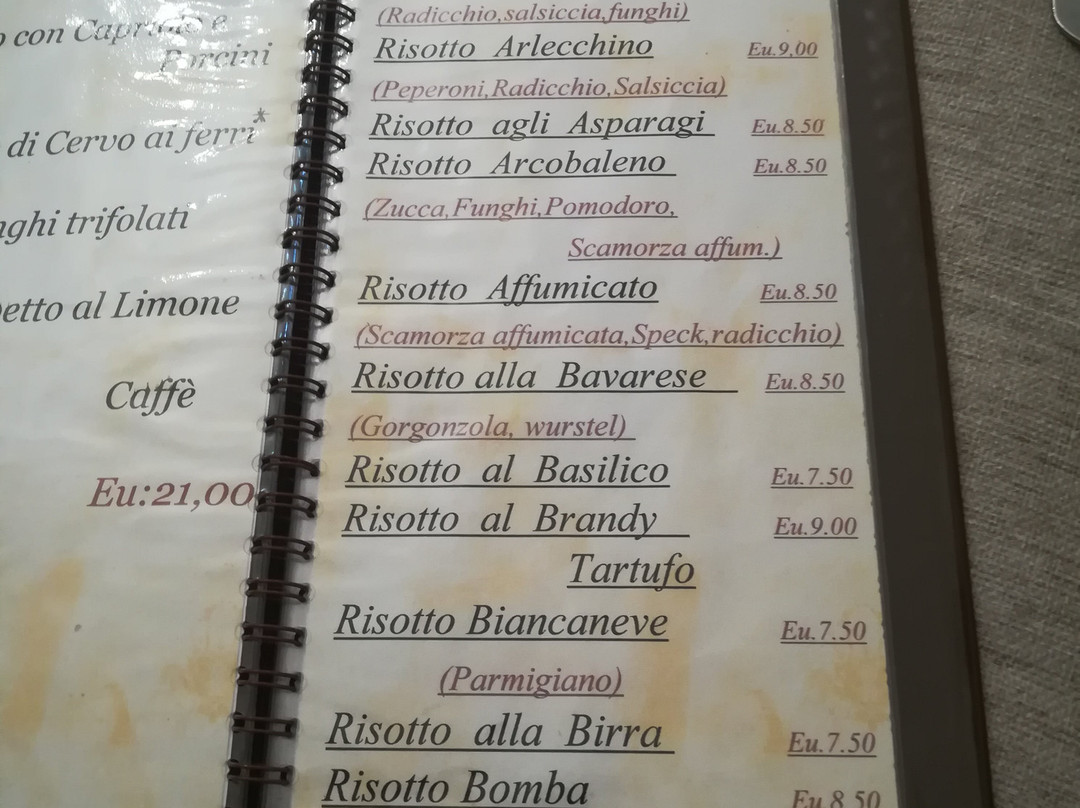 con Capriolo e
Porcini
di Cervo ai ferri*
trifolati
al Limone
Caffè
Eu:21,00
(Radicchio,salsiccia,funghi)
Risotto Arlecchino Eu.9,00
(Peperoni,Radicchio,Salsiccia)
Risotto agli Asparagi Eu.8.50
Risotto Arcobaleno Eu.8.50
(Zucca,Funghi,Pomodoro,
Scamorza affum.)
Risotto Affumicato Eu.8.50
(Scamorza affumicata,Speck,radicchio)
Risotto alla Bavarese Eu.8.50
(Gorgonzola, wurstel)
Risotto al Basilico Eu.7.50
Risotto al Brandy Eu.9.00
Tartufo
Risotto Biancaneve Eu.7.50
(Parmigiano)
Risotto alla Birra Eu.7.50
Risotto Bomba Eu 8.50